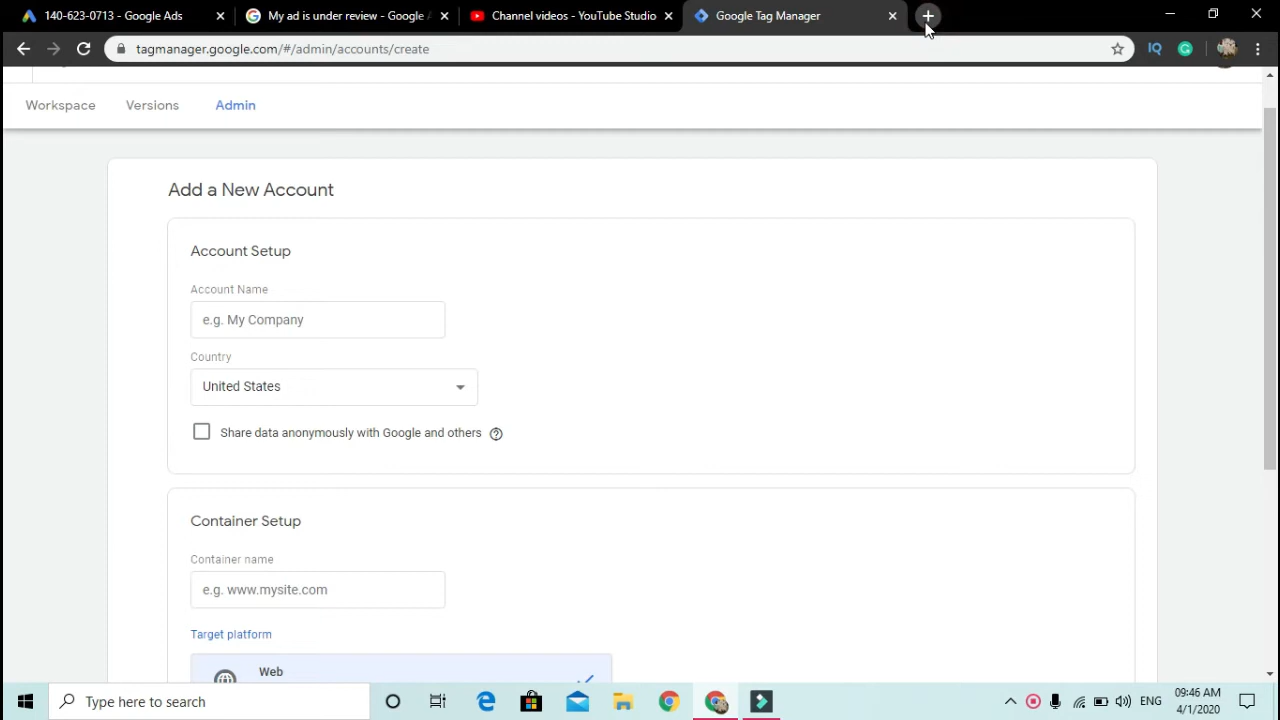 140-623-0713 - Google Ads
My ad is under review - Google A
Channel videos - YouTube Studio
Google Tag Manager
tagmanager.google.com/#/admin/accounts/create
IQ
Workspace
Versions
Admin
Add a New Account
Account Setup
Account Name
e.g. My Company
Country
United States
Share data anonymously with Google and others
Container Setup
Container name
e.g. www.mysite.com
Target platform
Web
Type here to search
ENG
09:46 AM
4/1/2020